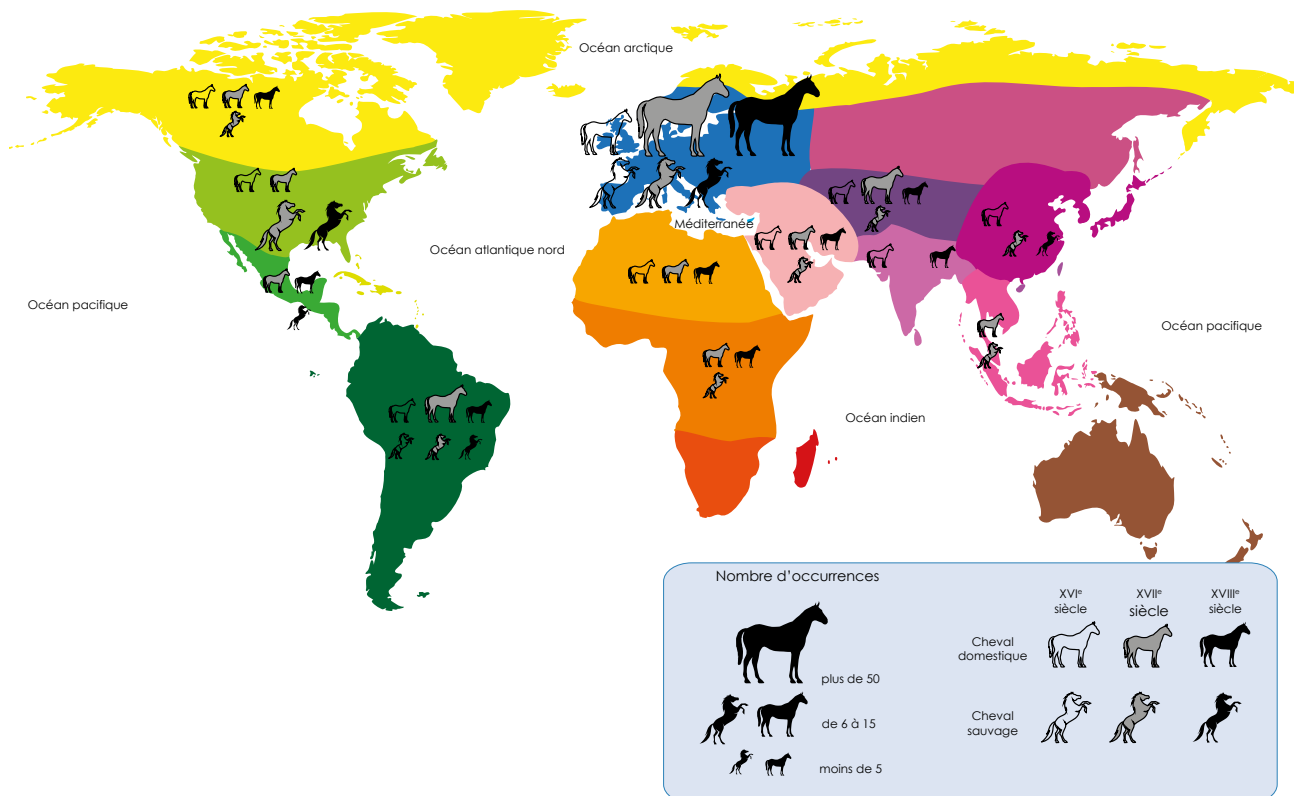 Océan arctique
Méditerranée
Océan atlantique nord
Océan pacifique
Océan pacifique
Océan indien
Nombre d’occurrences
plus de 50
de 6 à 15
moins de 5
XVIe
siècle
XVIIe
siècle
XVIIIe
siècle
Cheval
domestique
Cheval
sauvage